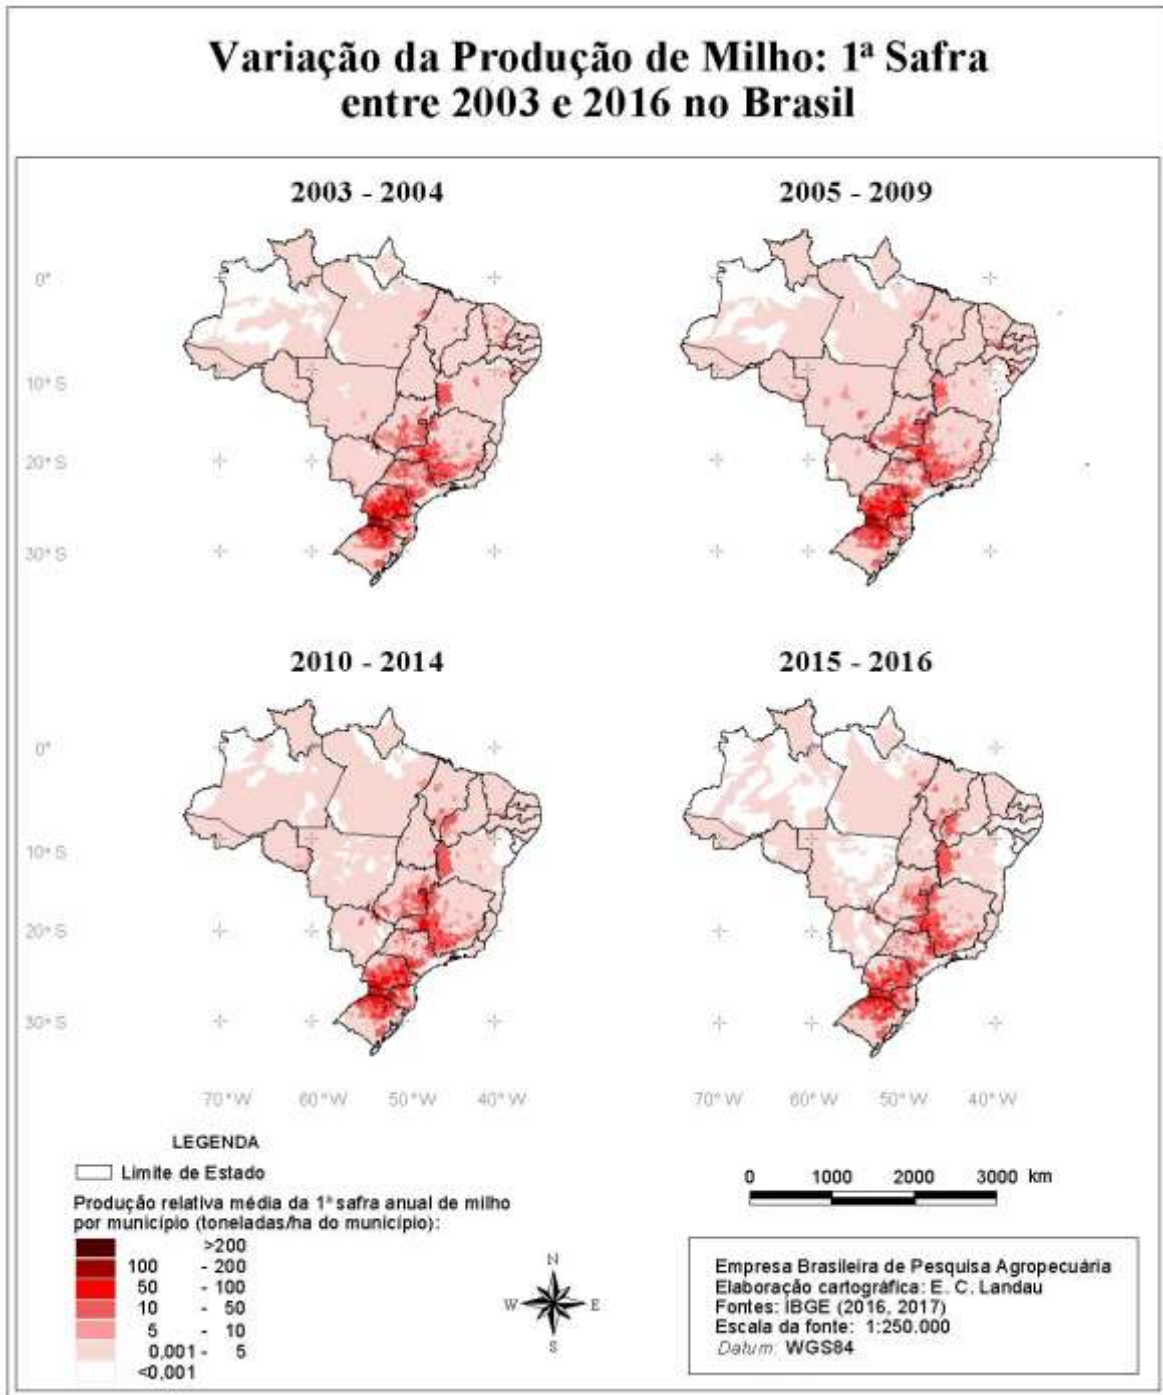 Variação da Produção de Milho: 1ª Safra
entre 2003 e 2016 no Brasil
2003 - 2004
2005 - 2009
0°
10° S
20° S
30° S
2010 - 2014
2015 - 2016
0°
10° S
20° S
30° S
70° W 60° W 50° W 40° W
70° W 60° W 50° W 40° W
LEGENDA
Limite de Estado
Produção relativa média da 1ª safra anual de milho
por município (toneladas/ha do município):
>200
100 - 200
50 - 100
10 - 50
5 - 10
0,001 - 5
<0,001
N
W E
S
0 1000 2000 3000 km
Empresa Brasileira de Pesquisa Agropecuária
Elaboração cartográfica: E. C. Landau
Fontes: IBGE (2016, 2017)
Escala da fonte: 1:250.000
Datum: WGS84